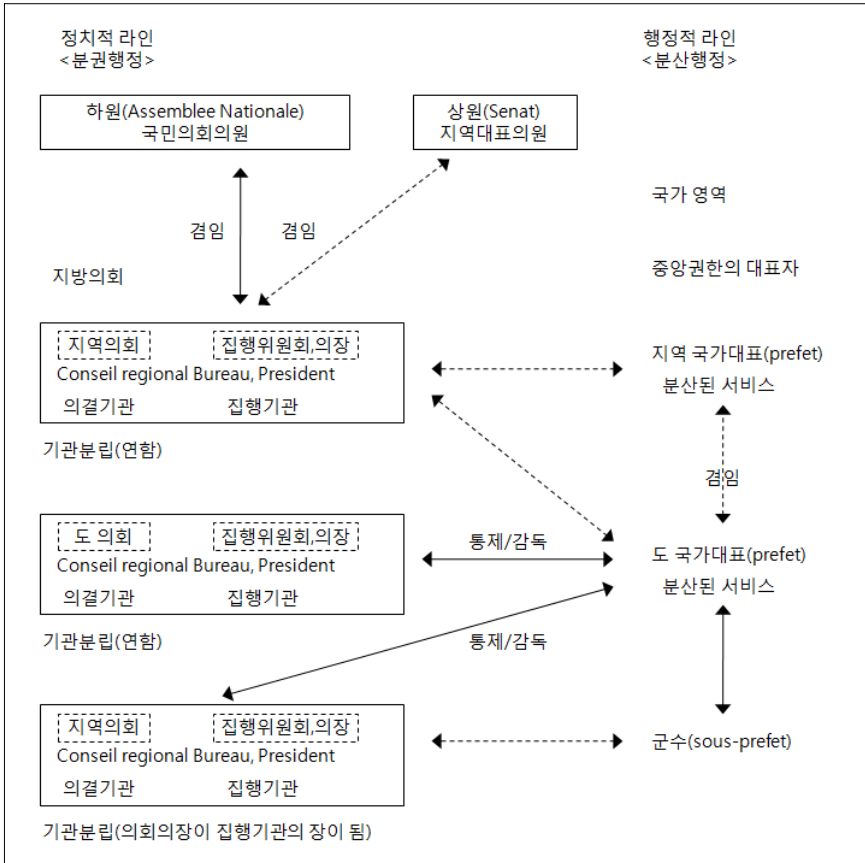 정치적 라인
<분권행정>
행정적 라인
<분산행정>
하원(Assemblee Nationale)
국민의회의원
상원(Senat)
지역대표의원
국가 영역
겸임
겸임
지방의회
중앙권한의 대표자
지역의회
집행위원회,의장
Conseil regional Bureau, President
의결기관
집행기관
기관분립(연함)
지역 국가대표(prefet)
분산된 서비스
겸임
도 의회
집행위원회,의장
Conseil regional Bureau, President
의결기관
집행기관
기관분립(연함)
통제/감독
도 국가대표(prefet)
분산된 서비스
통제/감독
지역의회
집행위원회,의장
Conseil regional Bureau, President
의결기관
집행기관
군수(sous-prefet)
기관분립(의회의장이 집행기관의 장이 됨)